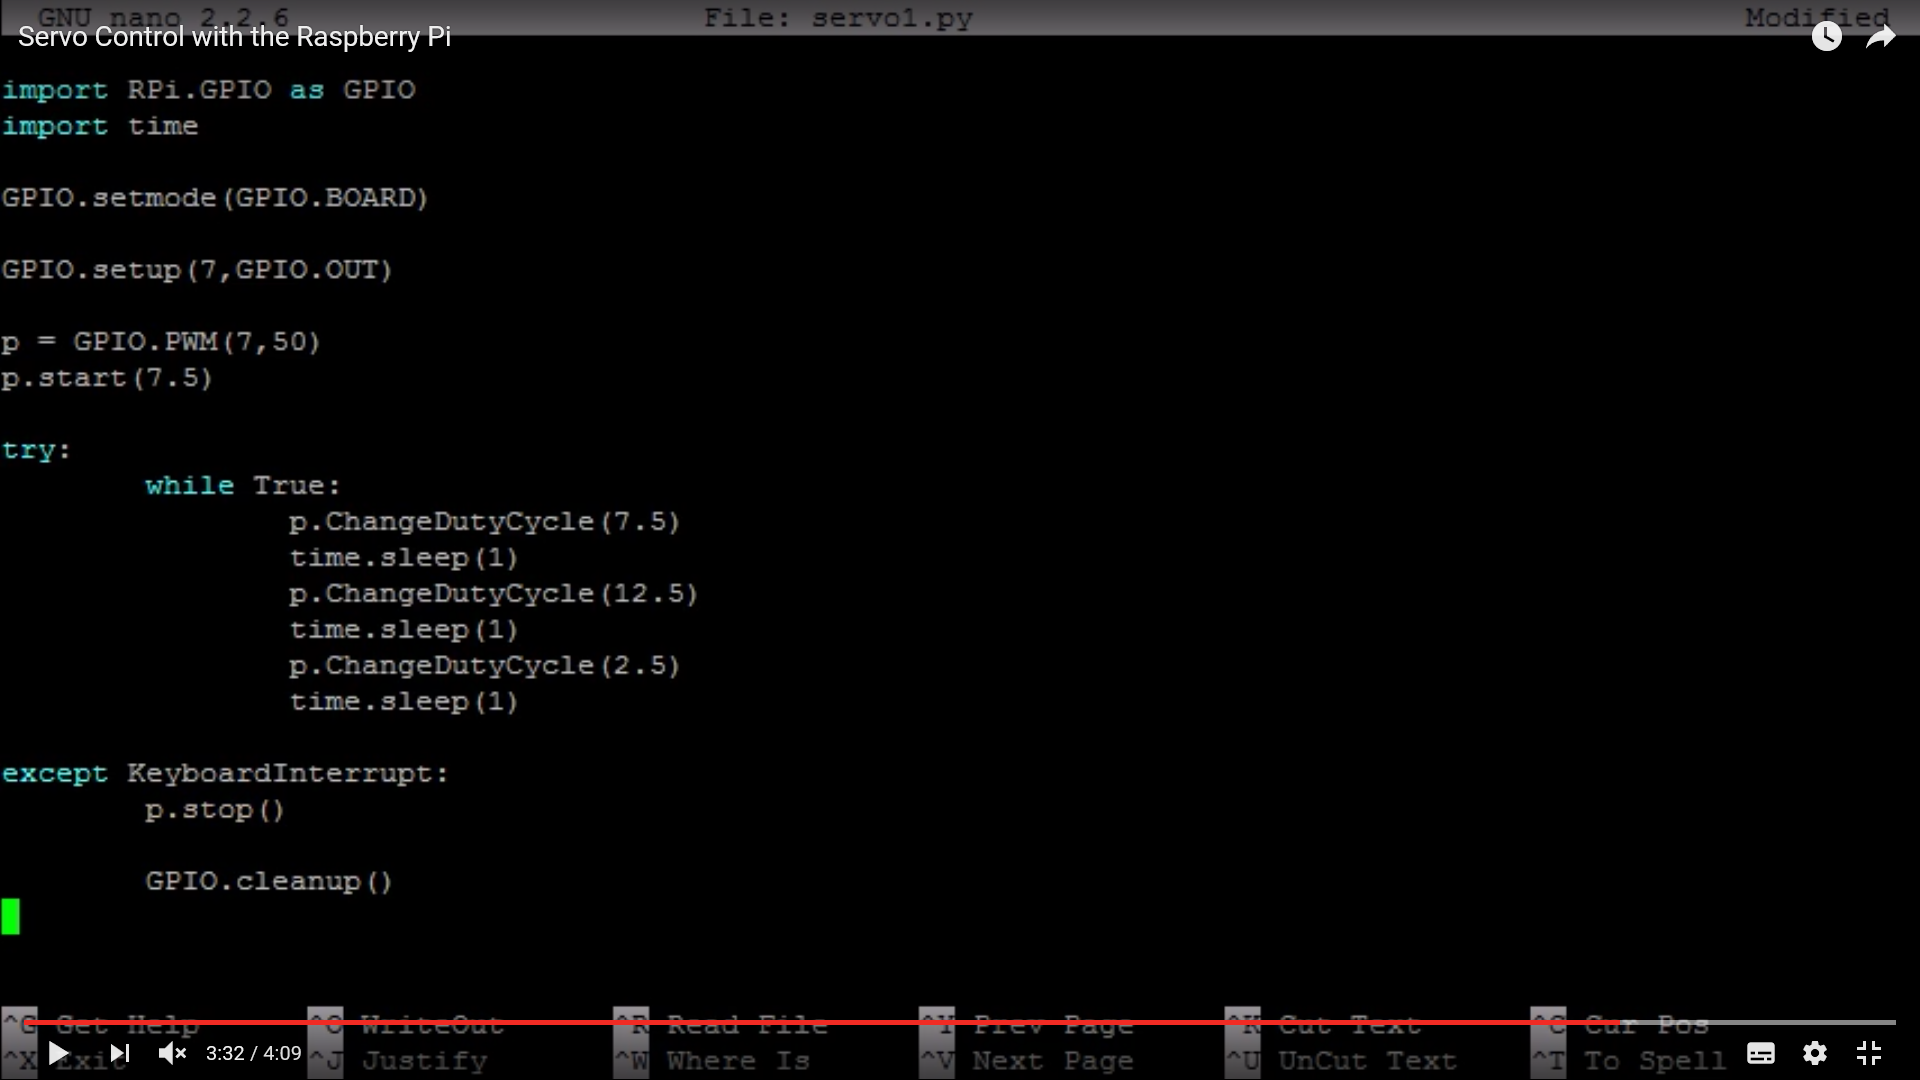 GNU nano 2.2.6 File: servo1.py Modified
Servo Control with the Raspberry Pi
import RPi.GPIO as GPIO
import time
GPIO.setmode(GPIO.BOARD)
GPIO.setup(7,GPIO.OUT)
p = GPIO.PWM(7,50)
p.start(7.5)
try:
while True:
p.ChangeDutyCycle(7.5)
time.sleep(1)
p.ChangeDutyCycle(12.5)
time.sleep(1)
p.ChangeDutyCycle(2.5)
time.sleep(1)
except KeyboardInterrupt:
p.stop()
GPIO.cleanup()
^G Get Help ^O WriteOut ^R Read File ^Y Prev Page ^K Cut Text ^C Cur Pos
^X Exit ^J Justify ^W Where Is ^V Next Page ^U UnCut Text ^T To Spell
3:32 / 4:09